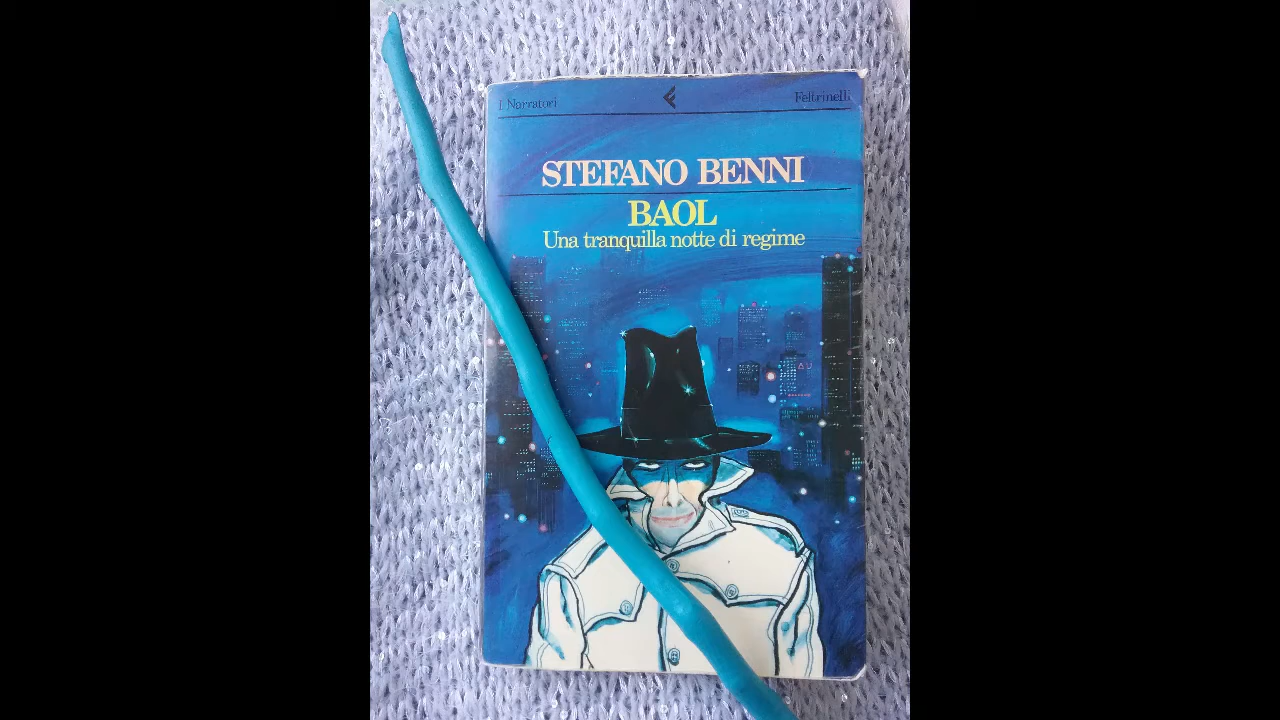 I Narratori Feltrinelli
STEFANO BENNI
BAOL
Una tranquilla notte di regime